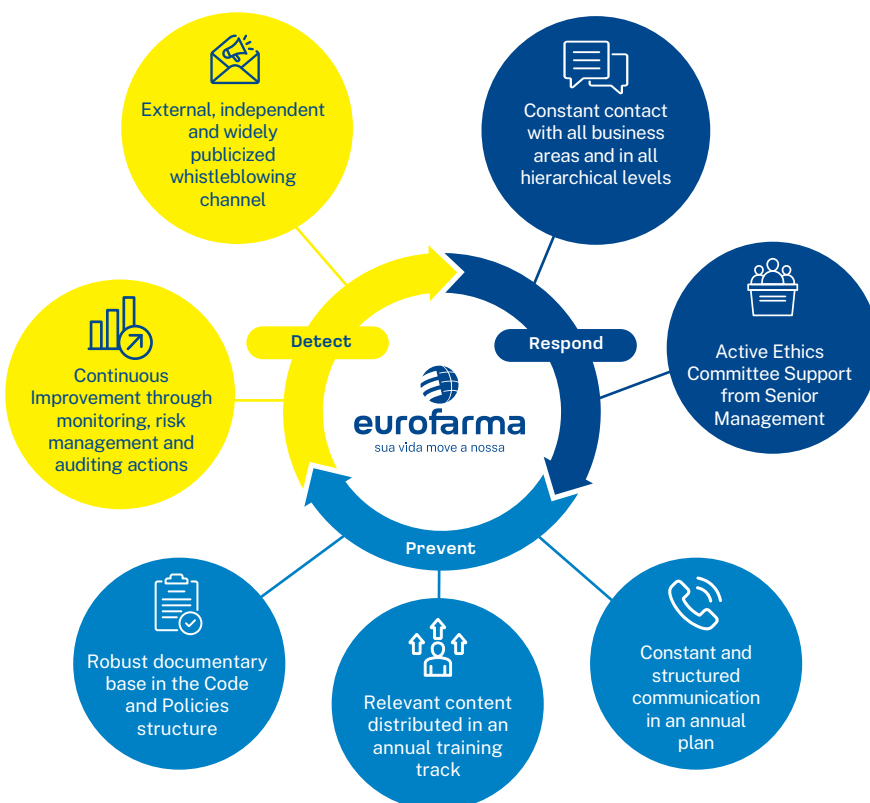 External, independent
and widely
publicized
whistleblowing
channel
Constant contact
with all business
areas and in all
hierarchical levels
Continuous
Improvement through
monitoring, risk
management and
auditing actions
Detect
Respond
Active Ethics
Committee Support
from Senior
Management
eurofarma
sua vida move a nossa
Prevent
Robust documentary
base in the Code
and Policies
structure
Relevant content
distributed in an
annual training
track
Constant and
structured
communication
in an annual
plan